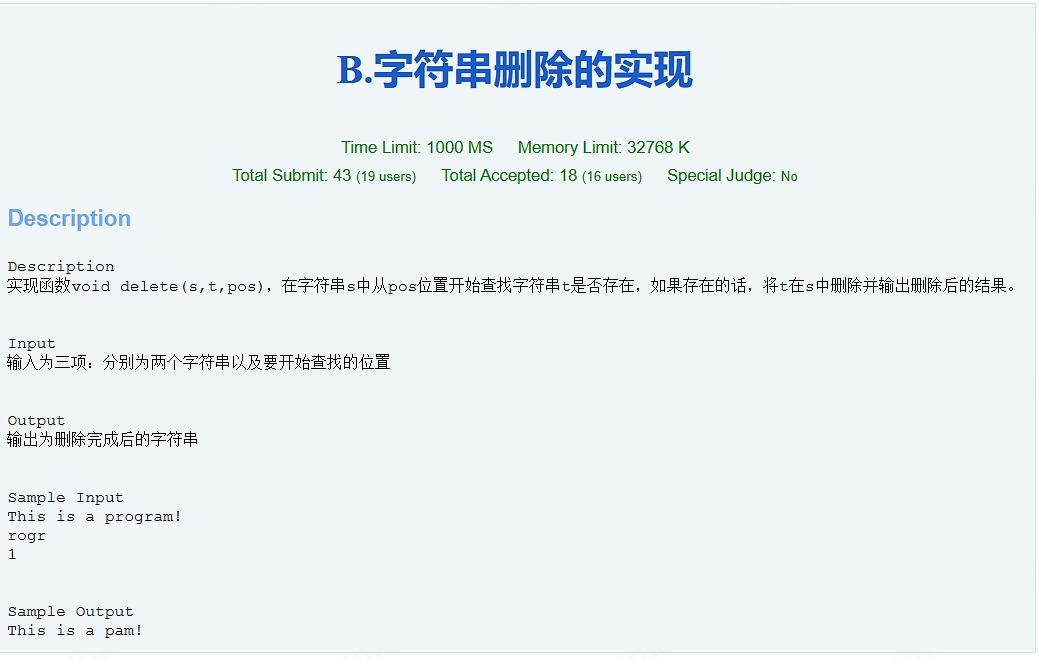 B.字符串删除的实现
Time Limit: 1000 MS Memory Limit: 32768 K
Total Submit: 43 (19 users) Total Accepted: 18 (16 users) Special Judge: No
Description
Description
实现函数void delete(s,t,pos)，在字符串s中从pos位置开始查找字符串t是否存在，如果存在的话，将t在s中删除并输出删除后的结果。
Input
输入为三项：分别为两个字符串以及要开始查找的位置
Output
输出为删除完成后的字符串
Sample Input
This is a program!
rogr
1
Sample Output
This is a pam!